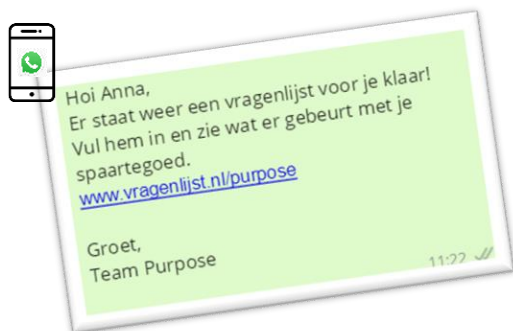 Hoi Anna,
Er staat weer een vragenlijst voor je klaar!
Vul hem in en zie wat er gebeurt met je
spaartegoed.
www.vragenlijst.nl/purpose
Groet,
Team Purpose
11:22